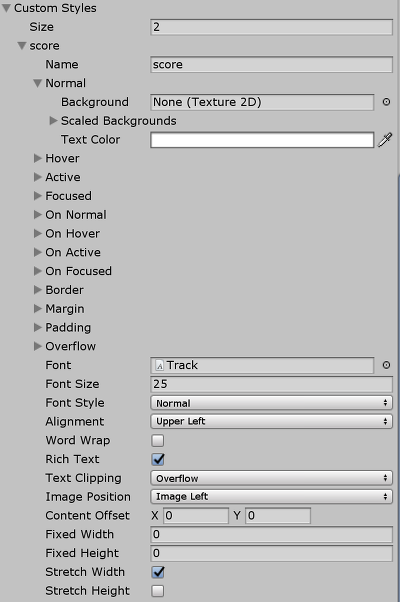 Custom Styles
Size 2
score
Name score
Normal
Background None (Texture 2D)
Scaled Backgrounds
Text Color
Hover
Active
Focused
On Normal
On Hover
On Active
On Focused
Border
Margin
Padding
Overflow
Font Track
Font Size 25
Font Style Normal
Alignment Upper Left
Word Wrap
Rich Text
Text Clipping Overflow
Image Position Image Left
Content Offset X 0 Y 0
Fixed Width 0
Fixed Height 0
Stretch Width
Stretch Height